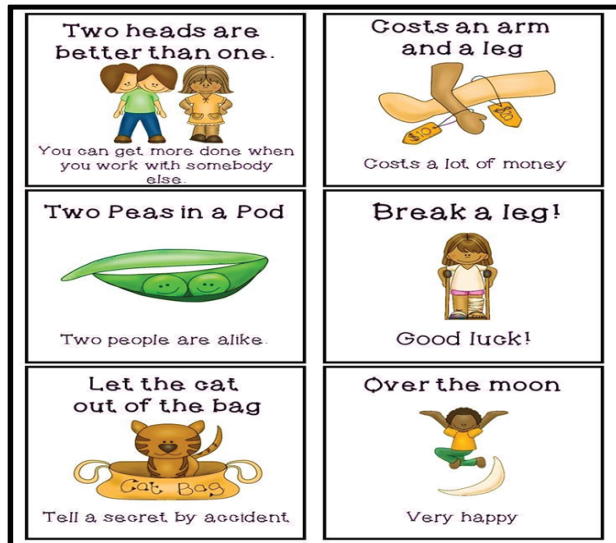 Two heads are
better than one.
You can get more done when
you work with somebody
else.
Costs an arm
and a leg
$10
Costs a lot of money
Two Peas in a Pod
Two people are alike.
Break a leg!
Good luck!
Let the cat
out of the bag
Cat Bag
Tell a secret by accident
Over the moon
Very happy